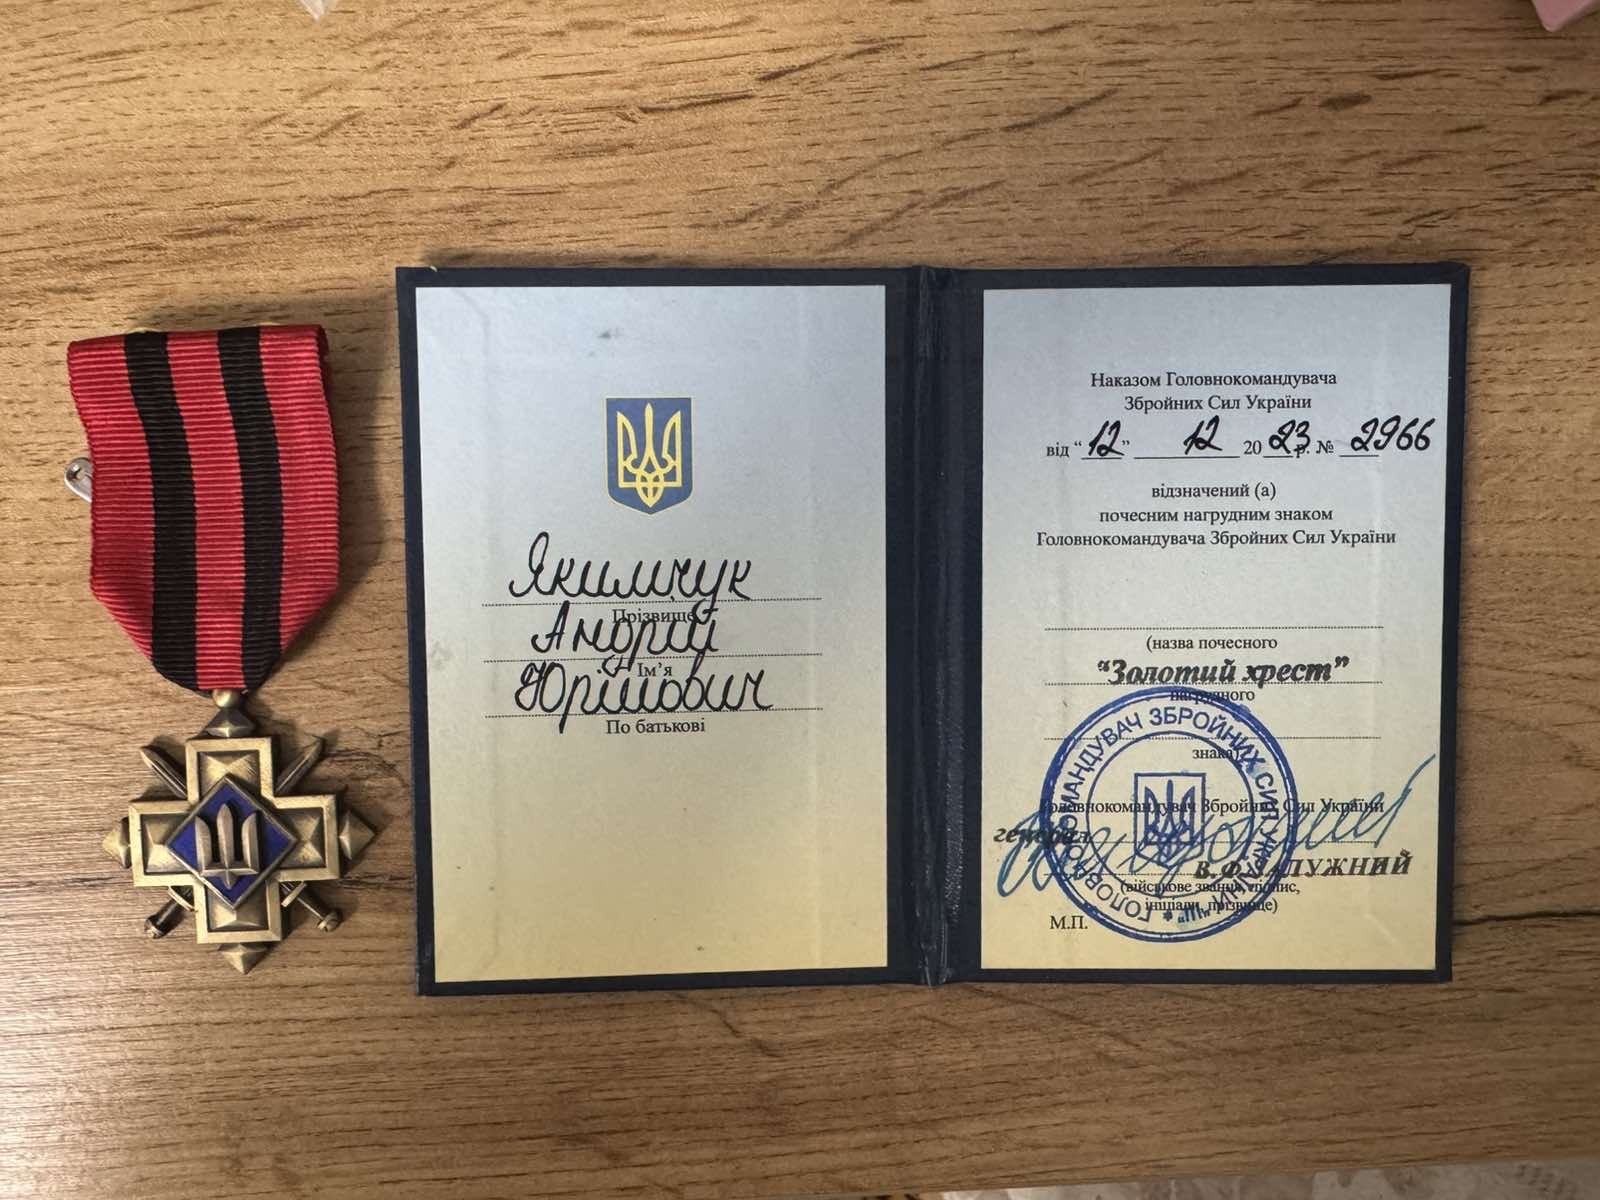 Якимчук
Прізвище
Андрій
Ім'я
Юрійович
По батькові
Наказом Головнокомандувача
Збройних Сил України
від "12" 12 2023 р. № 2966
відзначений (а)
почесним нагрудним знаком
Головнокомандувача Збройних Сил України
(назва почесного
"Золотий хрест"
нагрудного
знака)
Головнокомандувач Збройних Сил України
генерал
В.Ф.ЗАЛУЖНИЙ
(військове звання, підпис,
ініціали, прізвище)
М.П.
ГОЛОВНОКОМАНДУВАЧ ЗБРОЙНИХ СИЛ УКРАЇНИ